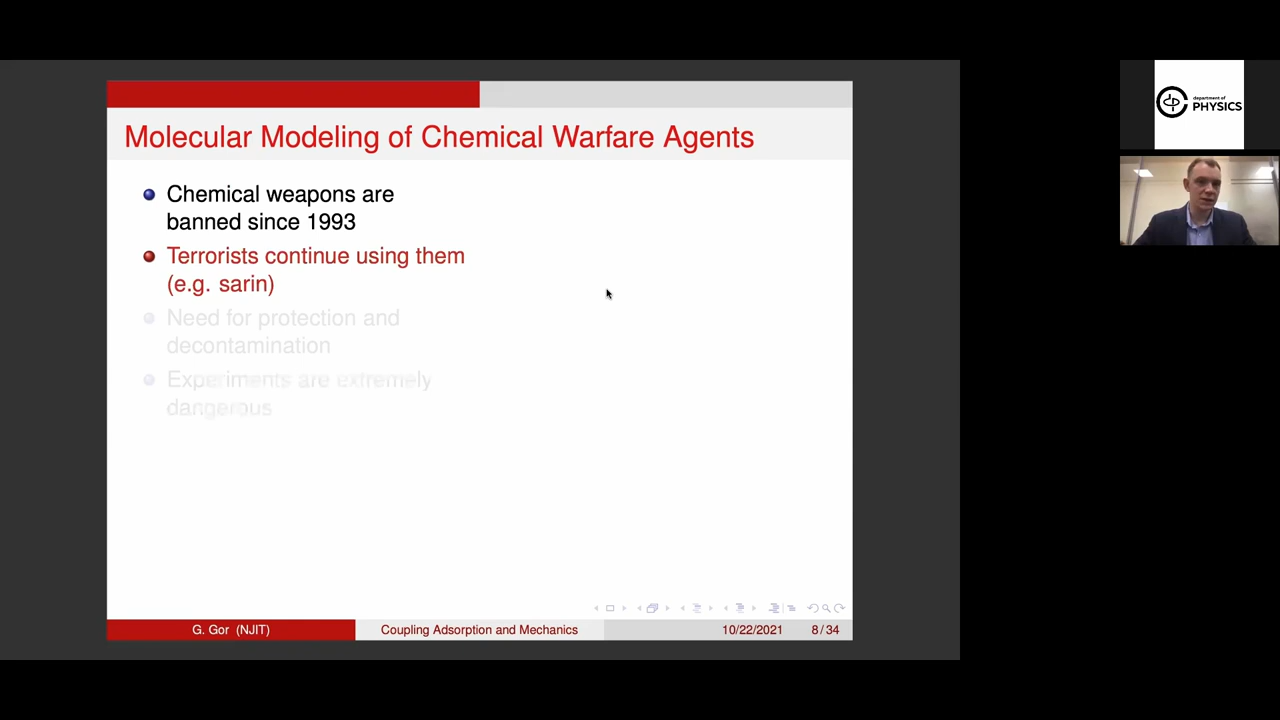 Molecular Modeling of Chemical Warfare Agents
Chemical weapons are
banned since 1993
Terrorists continue using them
(e.g. sarin)
Need for protection and
decontamination
Experiments are extremely
dangerous
G. Gor (NJIT)
Coupling Adsorption and Mechanics
10/22/2021
8/34
department of
PHYSICS